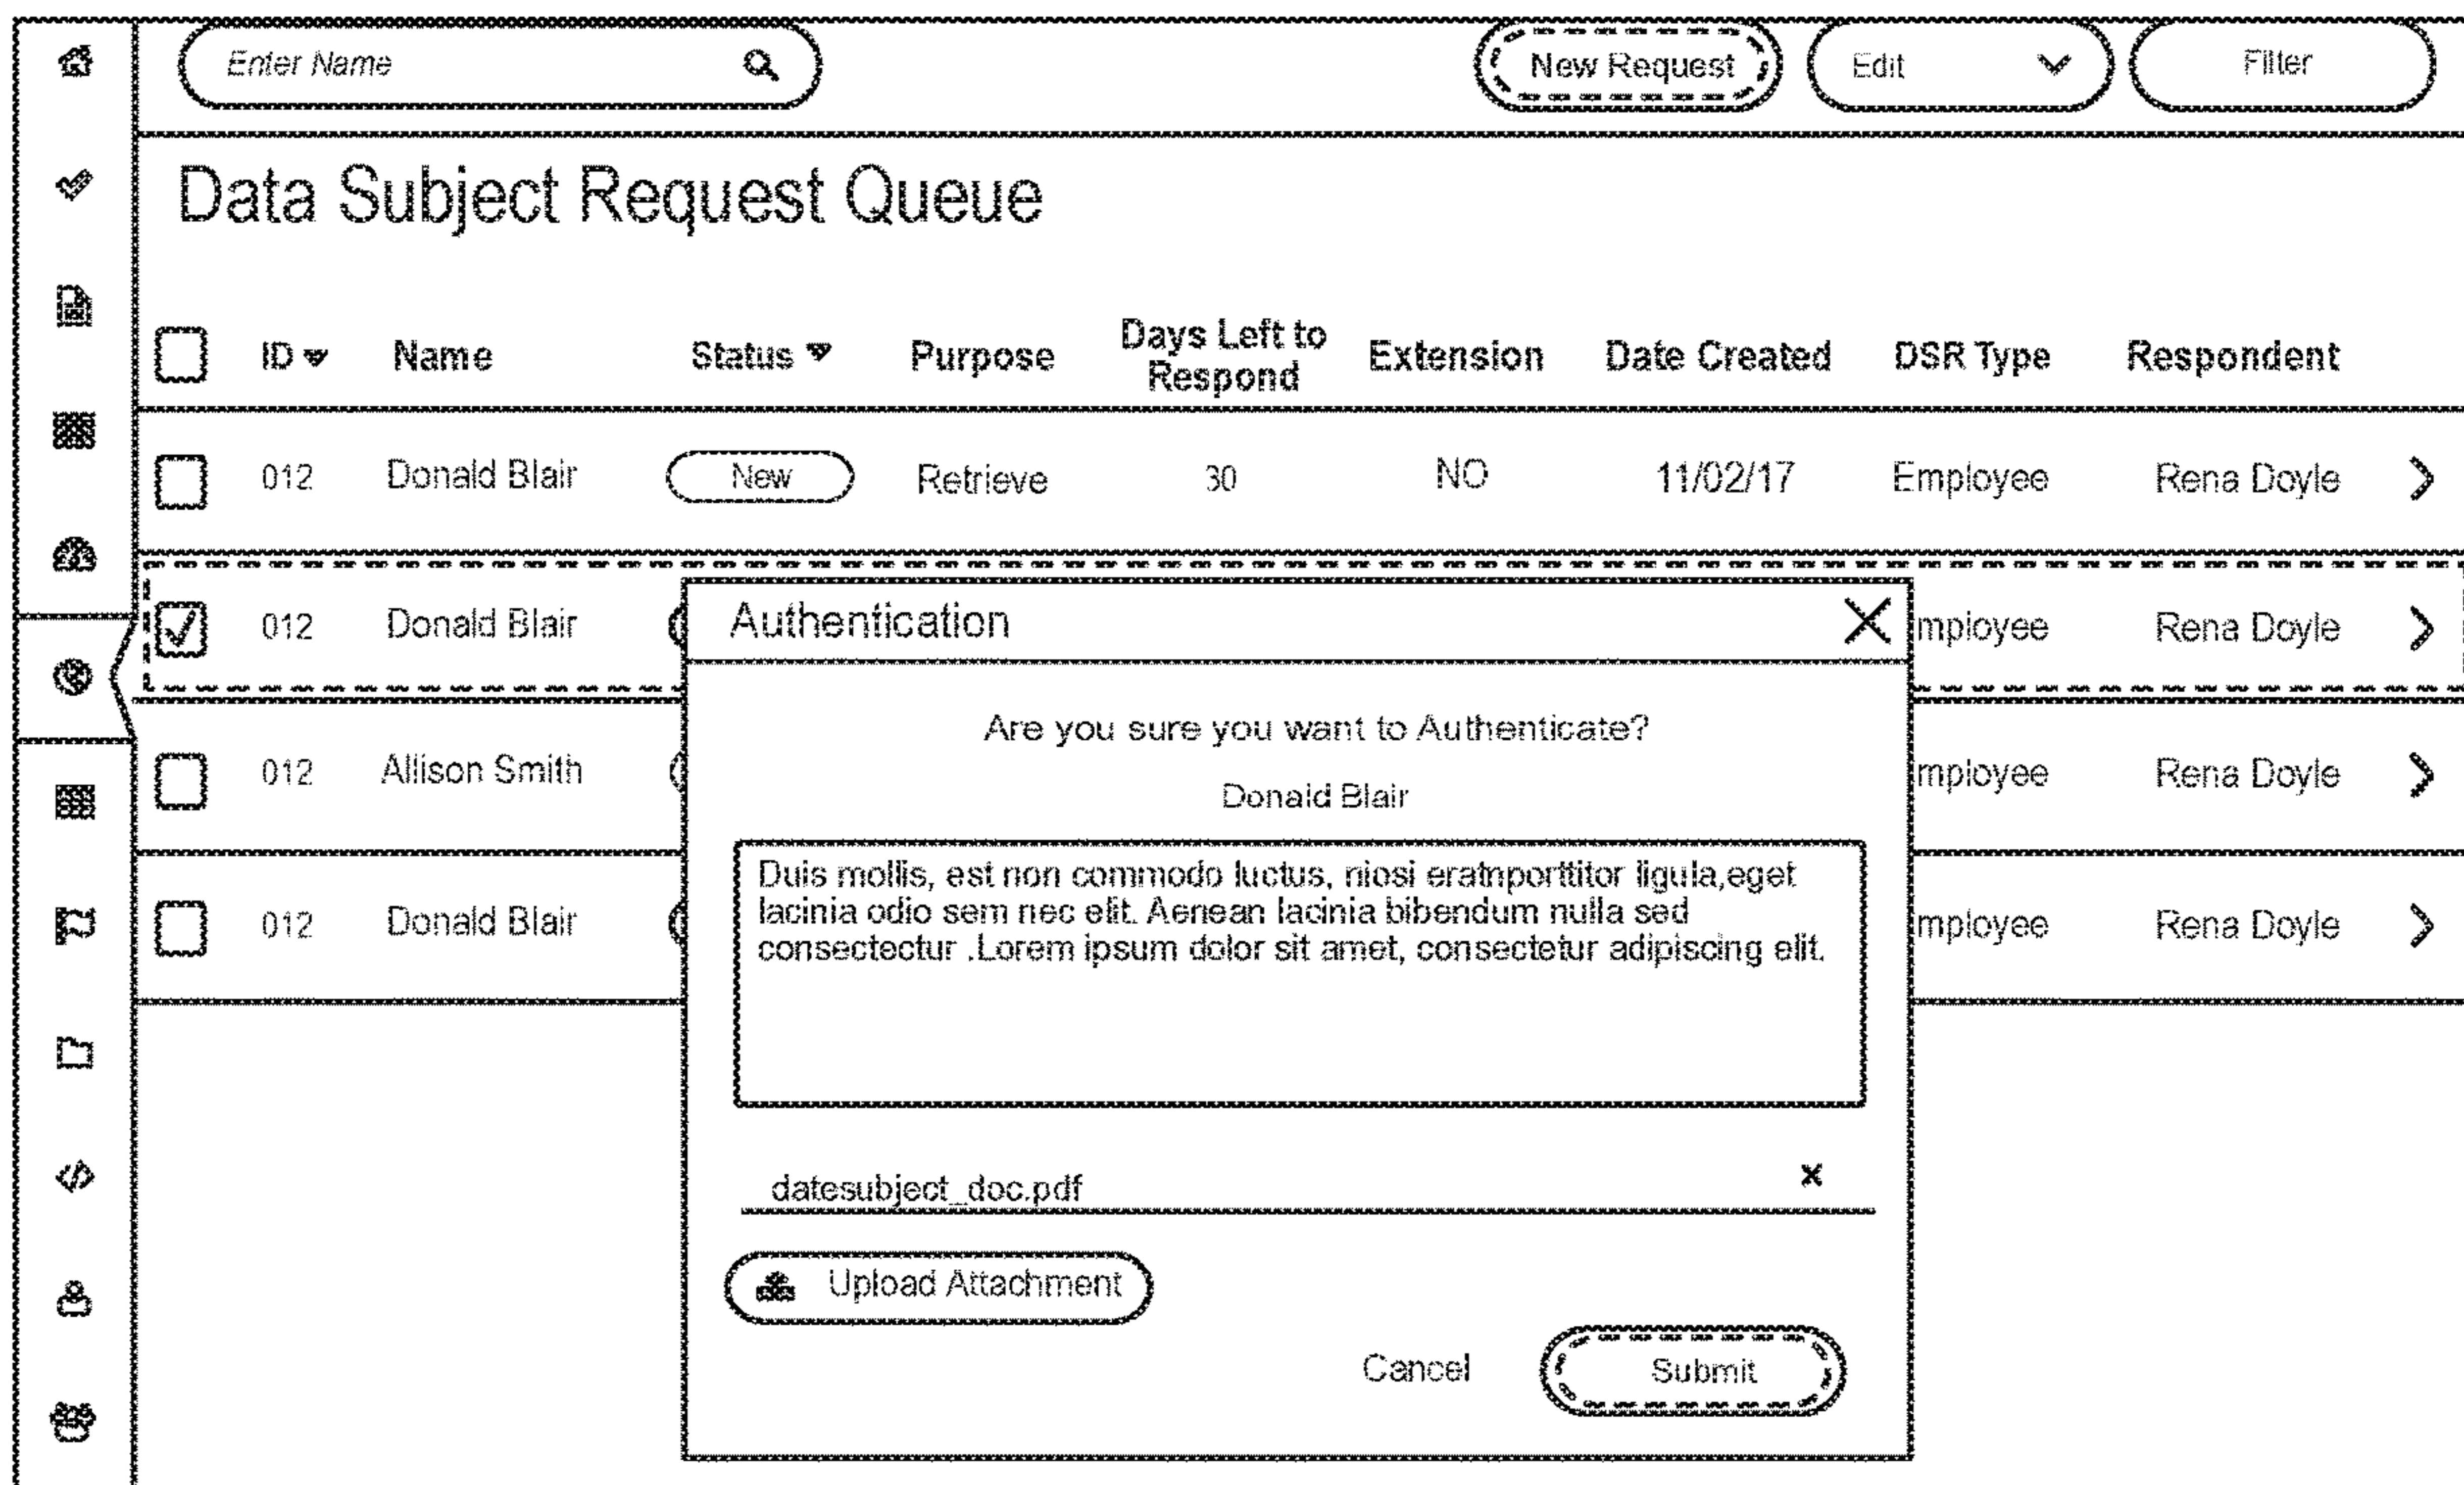 Enter Name
New Request
Edit
Filter
Data Subject Request Queue
ID Name Status Purpose Days Left to Respond Extension Date Created DSR Type Respondent
012 Donald Blair New Retrieve 30 NO 11/02/17 Employee Rena Doyle
012 Donald Blair mployee Rena Doyle
012 Allison Smith mployee Rena Doyle
012 Donald Blair mployee Rena Doyle
Authentication
Are you sure you want to Authenticate?
Donald Blair
Duis mollis, est non commodo luctus, niosi eratnporttitor ligula,eget
lacinia odio sem nec elit. Aenean lacinia bibendum nulla sed
consectectur .Lorem ipsum dolor sit amet, consectetur adipiscing elit.
datesubject_doc.pdf
Upload Attachment
Cancel
Submit